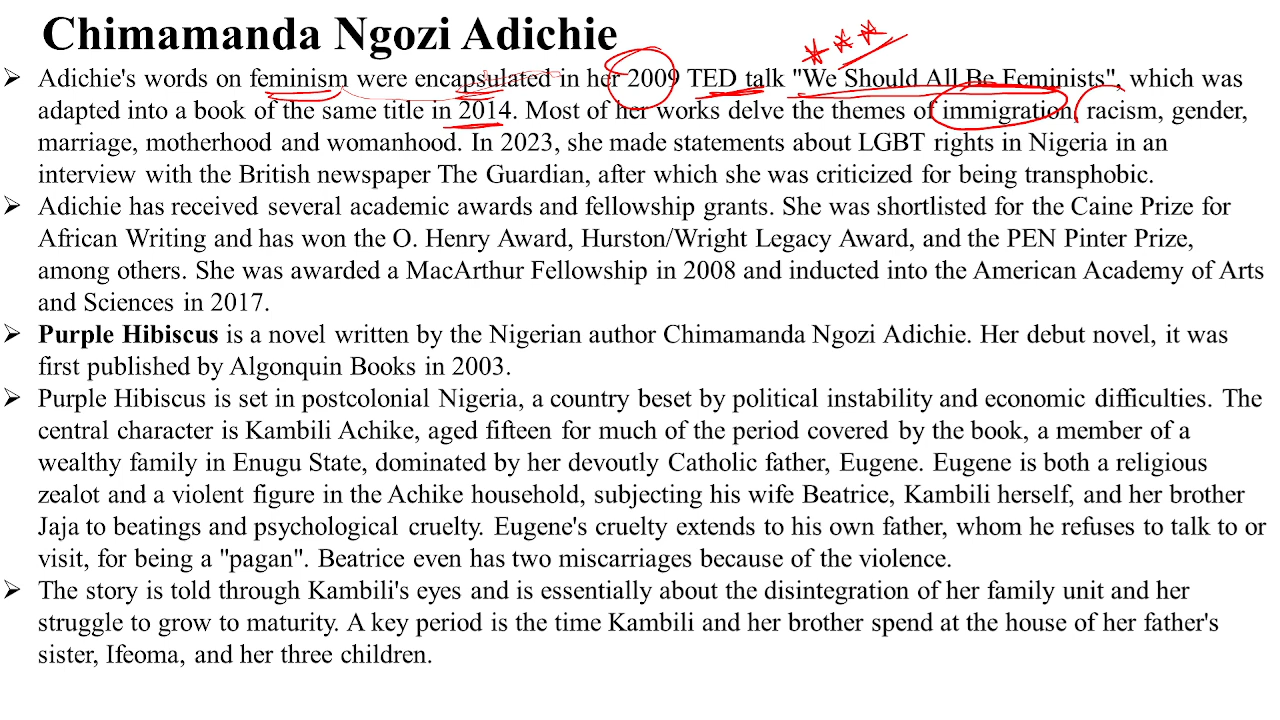 Chimamanda Ngozi Adichie
➢ Adichie's words on feminism were encapsulated in her 2009 TED talk "We Should All Be Feminists", which was
adapted into a book of the same title in 2014. Most of her works delve the themes of immigration, racism, gender,
marriage, motherhood and womanhood. In 2023, she made statements about LGBT rights in Nigeria in an
interview with the British newspaper The Guardian, after which she was criticized for being transphobic.
➢ Adichie has received several academic awards and fellowship grants. She was shortlisted for the Caine Prize for
African Writing and has won the O. Henry Award, Hurston/Wright Legacy Award, and the PEN Pinter Prize,
among others. She was awarded a MacArthur Fellowship in 2008 and inducted into the American Academy of Arts
and Sciences in 2017.
➢ Purple Hibiscus is a novel written by the Nigerian author Chimamanda Ngozi Adichie. Her debut novel, it was
first published by Algonquin Books in 2003.
➢ Purple Hibiscus is set in postcolonial Nigeria, a country beset by political instability and economic difficulties. The
central character is Kambili Achike, aged fifteen for much of the period covered by the book, a member of a
wealthy family in Enugu State, dominated by her devoutly Catholic father, Eugene. Eugene is both a religious
zealot and a violent figure in the Achike household, subjecting his wife Beatrice, Kambili herself, and her brother
Jaja to beatings and psychological cruelty. Eugene's cruelty extends to his own father, whom he refuses to talk to or
visit, for being a "pagan". Beatrice even has two miscarriages because of the violence.
➢ The story is told through Kambili's eyes and is essentially about the disintegration of her family unit and her
struggle to grow to maturity. A key period is the time Kambili and her brother spend at the house of her father's
sister, Ifeoma, and her three children.